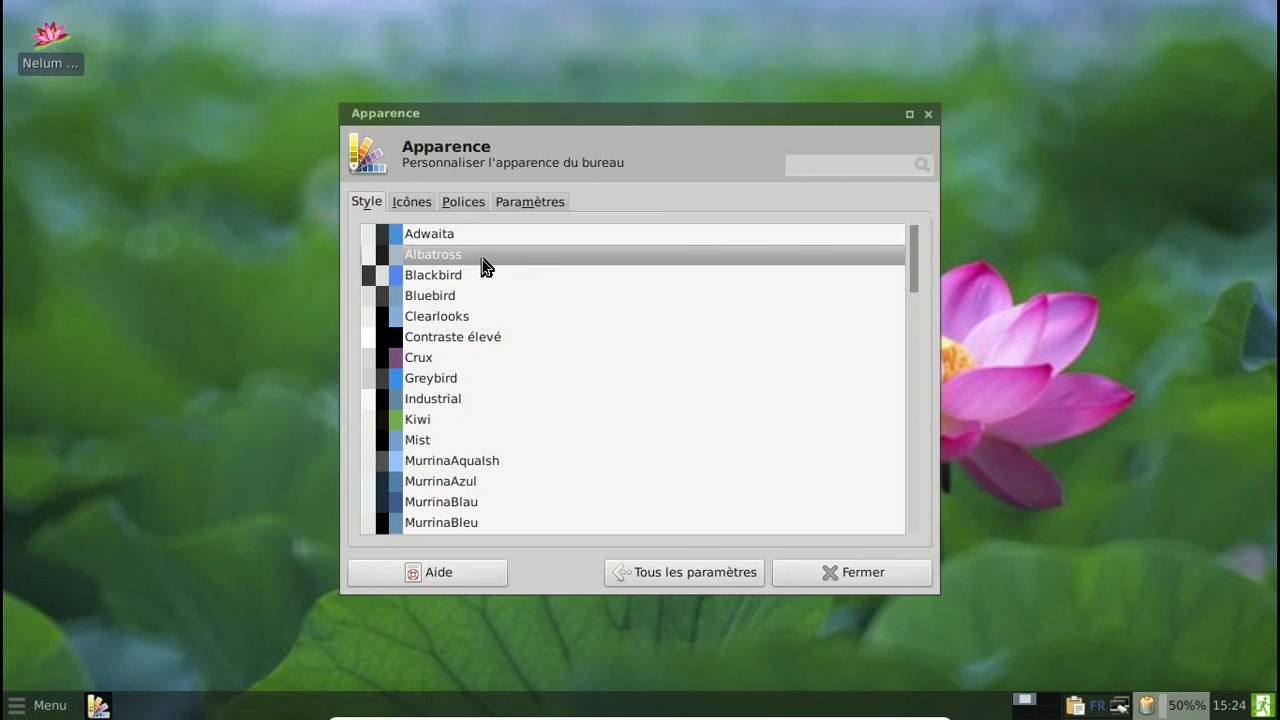 Nelum ...
Apparence
Apparence
Personnaliser l'apparence du bureau
Style Icônes Polices Paramètres
Adwaita
Albatross
Blackbird
Bluebird
Clearlooks
Contraste élevé
Crux
Greybird
Industrial
Kiwi
Mist
MurrinaAquaIsh
MurrinaAzul
MurrinaBlau
MurrinaBleu
Aide Tous les paramètres Fermer
Menu FR 50%% 15:24